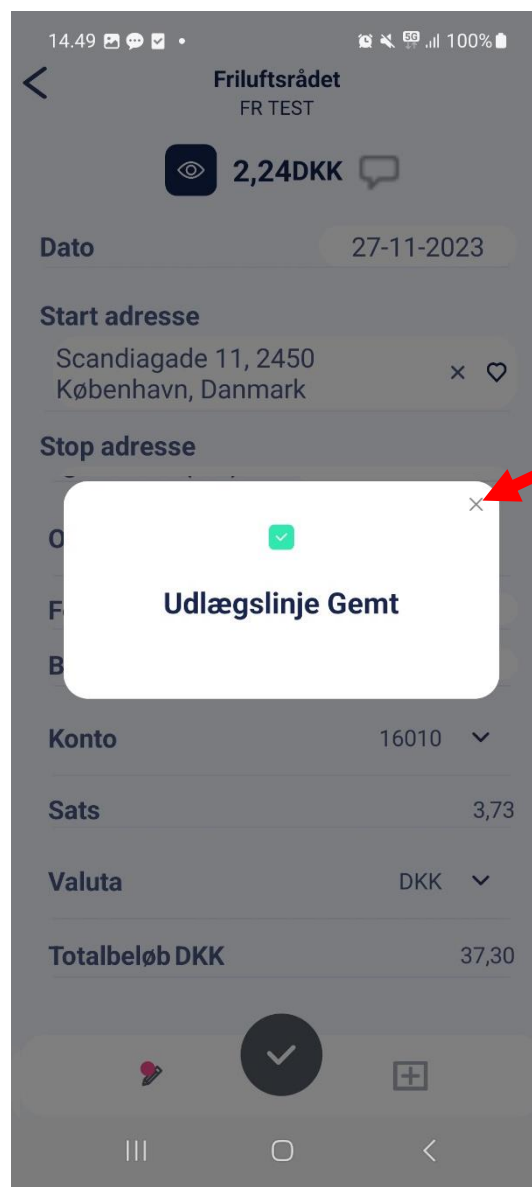 14.49
5G
100%
Friluftsrådet
FR TEST
2,24DKK
Dato
27-11-2023
Start adresse
Scandiagade 11, 2450
København, Danmark
Stop adresse
Udlægslinje Gemt
Konto
16010
Sats
3,73
Valuta
DKK
Totalbeløb DKK
37,30